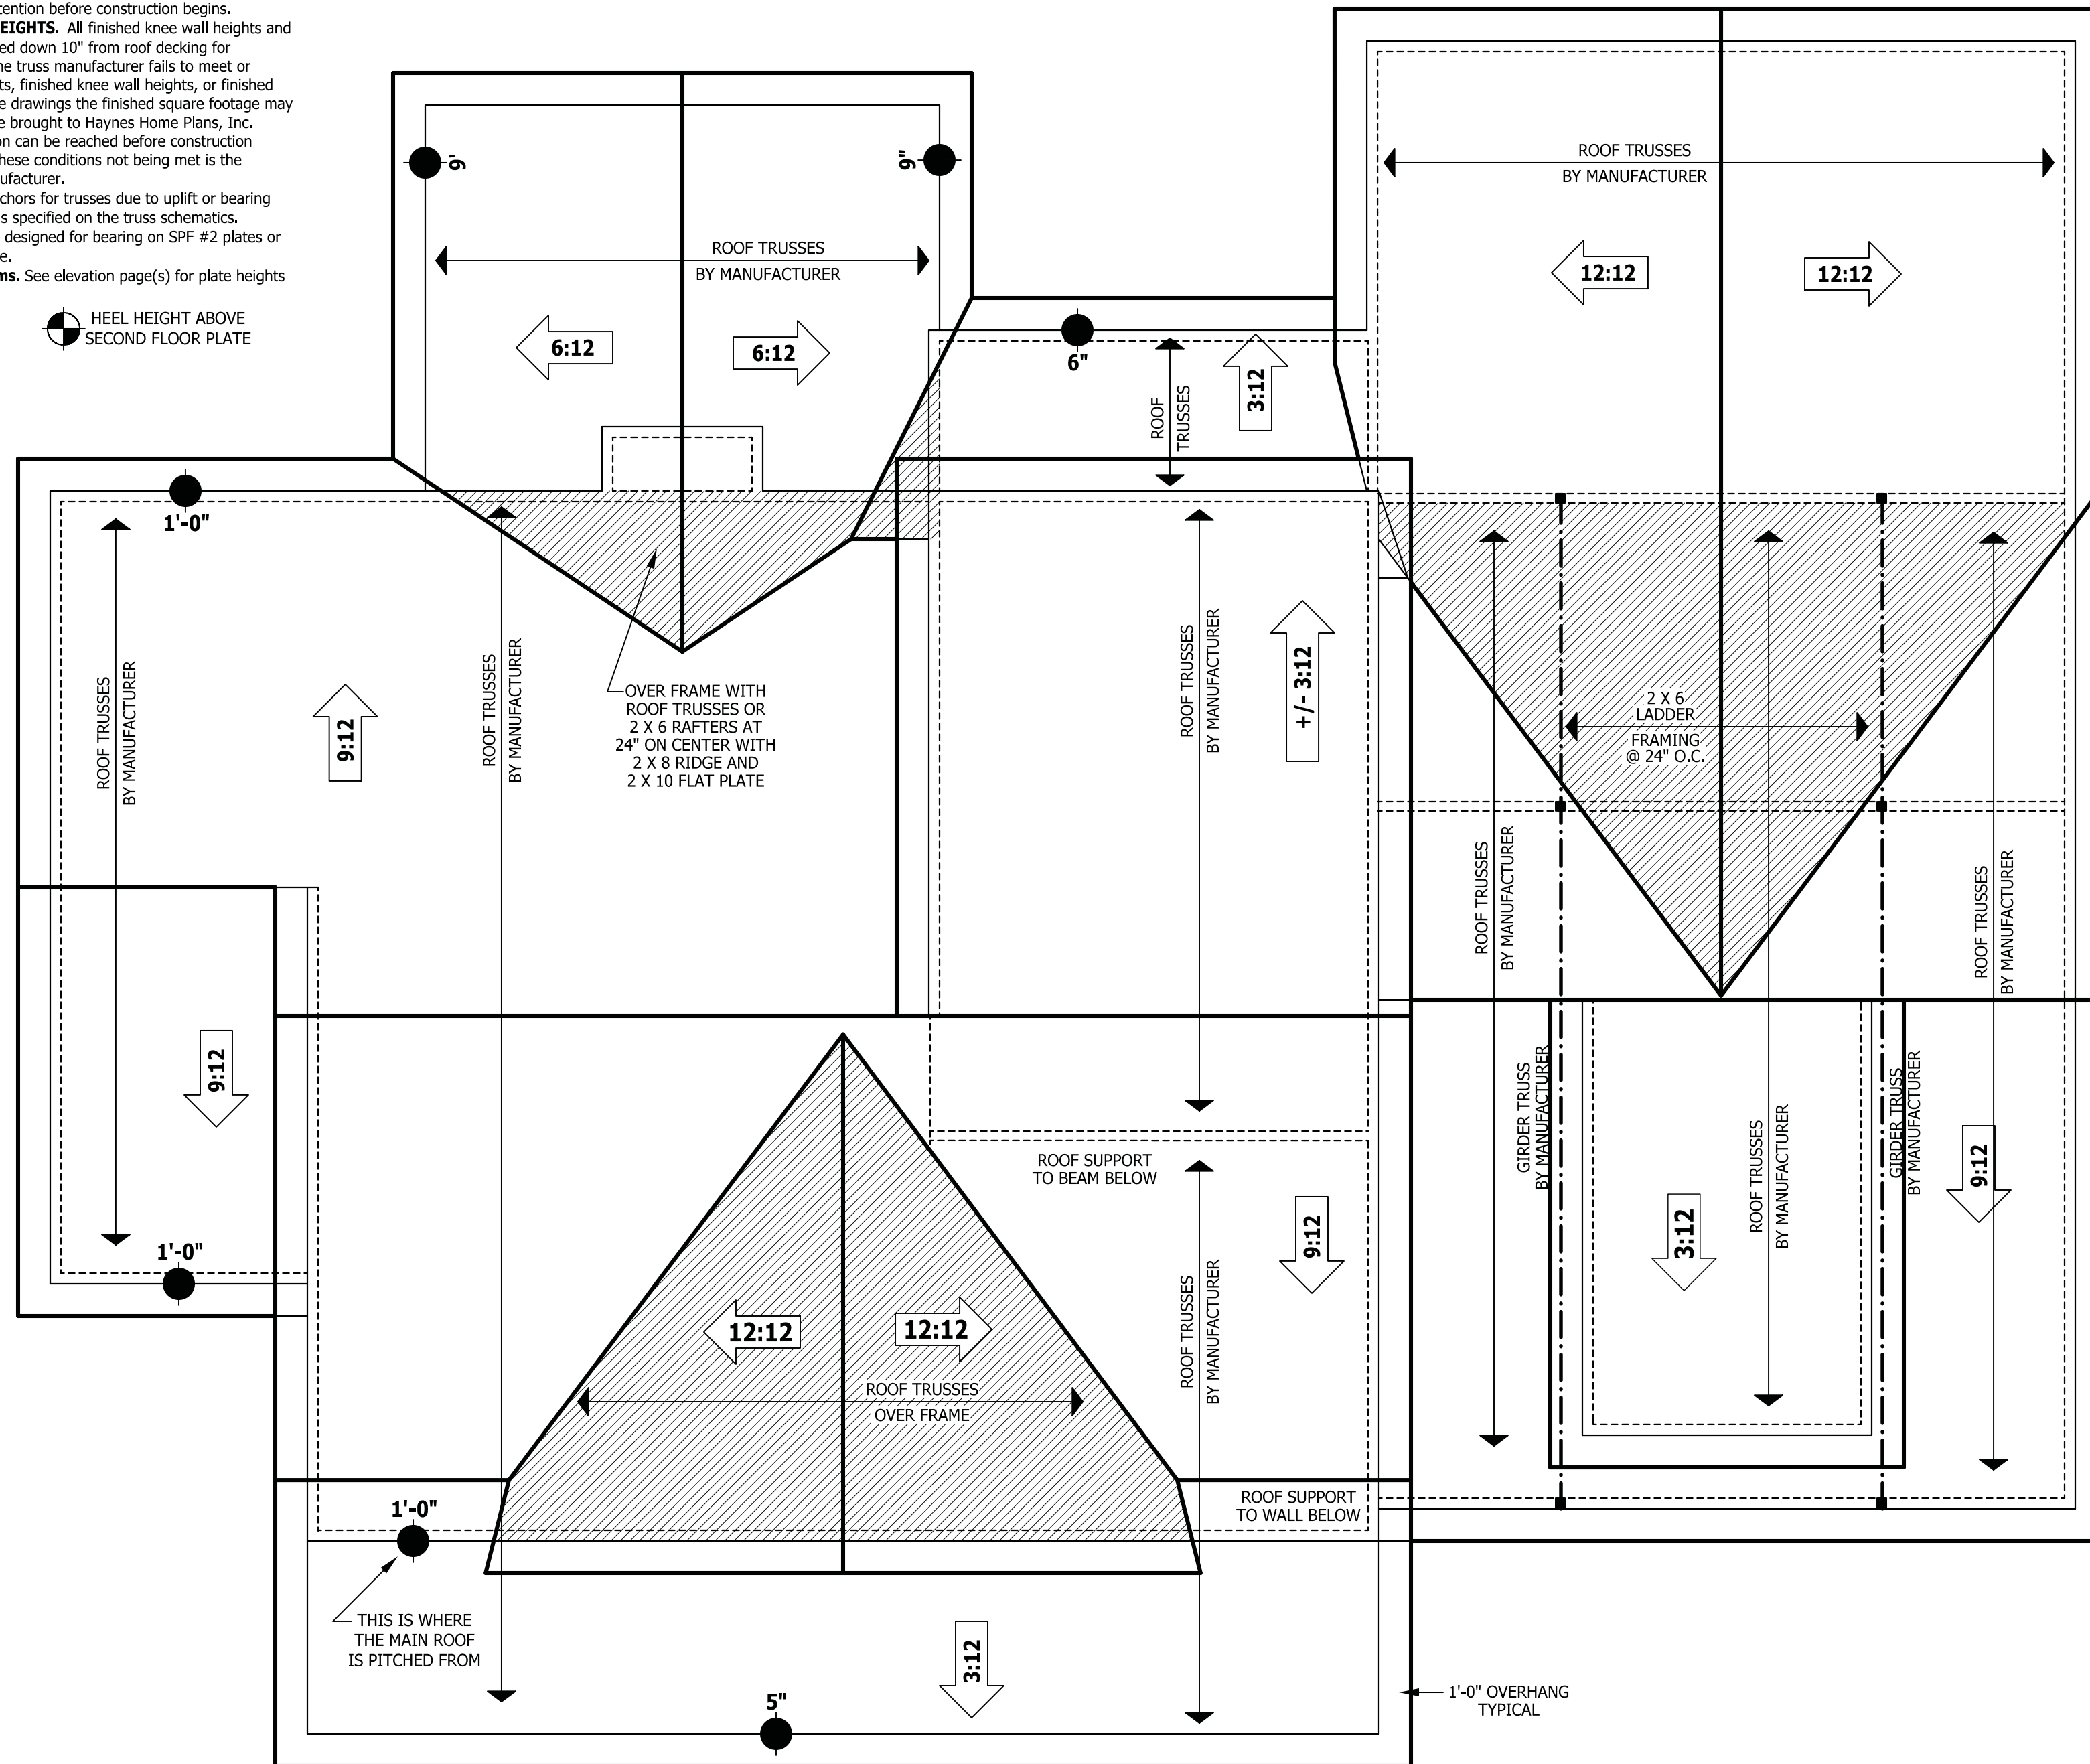 tention before construction begins.
EIGHTS. All finished knee wall heights and
ed down 10" from roof decking for
ne truss manufacturer fails to meet or
ts, finished knee wall heights, or finished
e drawings the finished square footage may
e brought to Haynes Home Plans, Inc.
on can be reached before construction
hese conditions not being met is the
nufacturer.
chors for trusses due to uplift or bearing
s specified on the truss schematics.
designed for bearing on SPF #2 plates or
e.
ms. See elevation page(s) for plate heights
HEEL HEIGHT ABOVE
SECOND FLOOR PLATE
9'
9"
ROOF TRUSSES
BY MANUFACTURER
6:12
6:12
ROOF TRUSSES
BY MANUFACTURER
12:12
12:12
6"
ROOF
TRUSSES
3:12
1'-0"
ROOF TRUSSES
BY MANUFACTURER
9:12
ROOF TRUSSES
BY MANUFACTURER
OVER FRAME WITH
ROOF TRUSSES OR
2 X 6 RAFTERS AT
24" ON CENTER WITH
2 X 8 RIDGE AND
2 X 10 FLAT PLATE
ROOF TRUSSES
BY MANUFACTURER
+/- 3:12
2 X 6
LADDER
FRAMING
@ 24" O.C.
ROOF TRUSSES
BY MANUFACTURER
ROOF TRUSSES
BY MANUFACTURER
9:12
GIRDER TRUSS
BY MANUFACTURER
ROOF TRUSSES
BY MANUFACTURER
GIRDER TRUSS
BY MANUFACTURER
3:12
9:12
ROOF SUPPORT
TO BEAM BELOW
9:12
1'-0"
12:12
12:12
ROOF TRUSSES
OVER FRAME
ROOF TRUSSES
BY MANUFACTURER
ROOF SUPPORT
TO WALL BELOW
1'-0"
THIS IS WHERE
THE MAIN ROOF
IS PITCHED FROM
3:12
5"
1'-0" OVERHANG
TYPICAL